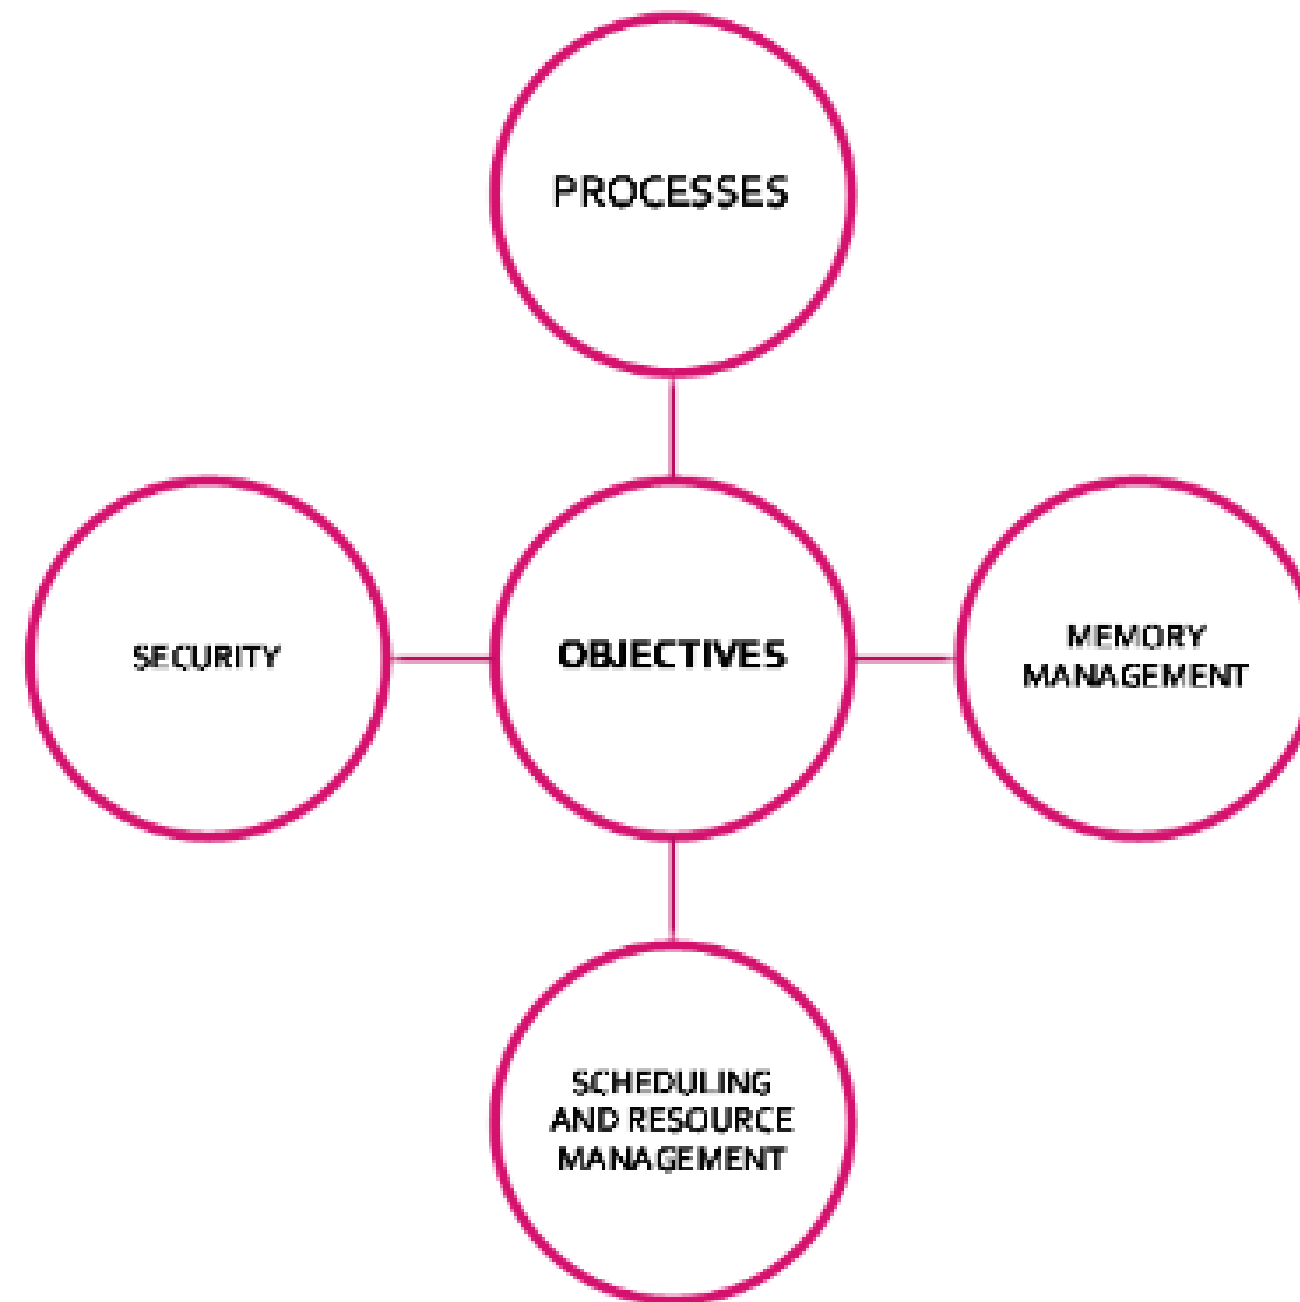 PROCESSES
SECURITY
OBJECTIVES
MEMORY
MANAGEMENT
SCHEDULING
AND RESOURCE
MANAGEMENT